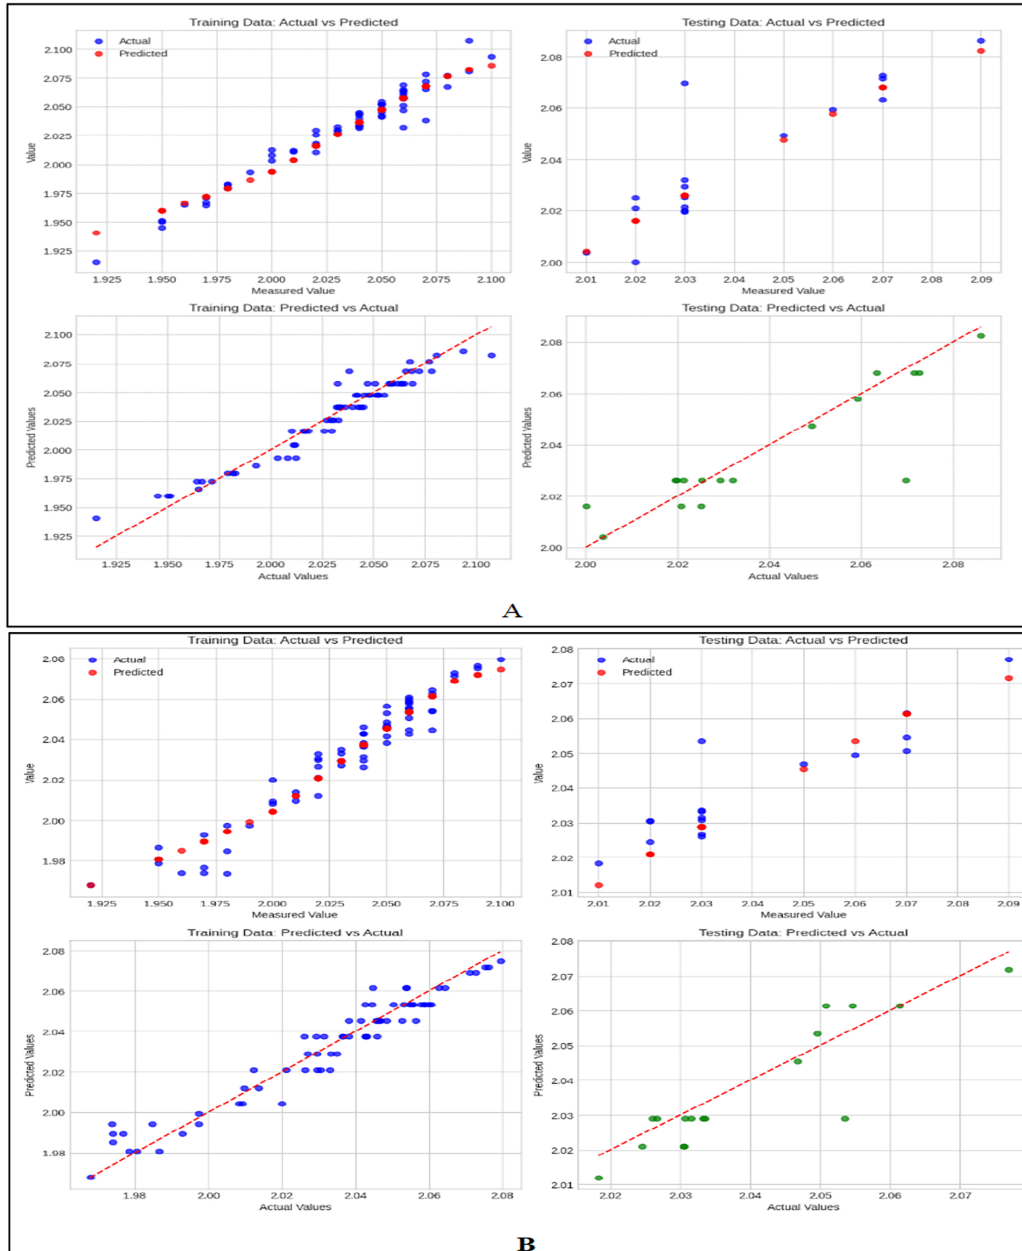 Training Data: Actual vs Predicted
Actual
Predicted
Value
2.100
2.075
2.050
2.025
2.000
1.975
1.950
1.925
1.925 1.950 1.975 2.000 2.025 2.050 2.075 2.100
Measured Value
Testing Data: Actual vs Predicted
Actual
Predicted
Value
2.08
2.06
2.04
2.02
2.00
2.01 2.02 2.03 2.04 2.05 2.06 2.07 2.08 2.09
Measured Value
Training Data: Predicted vs Actual
Predicted Values
2.100
2.075
2.050
2.025
2.000
1.975
1.950
1.925
1.925 1.950 1.975 2.000 2.025 2.050 2.075 2.100
Actual Values
Testing Data: Predicted vs Actual
Predicted Values
2.08
2.06
2.04
2.02
2.00
2.00 2.02 2.04 2.06 2.08
Actual Values
A
Training Data: Actual vs Predicted
Actual
Predicted
Value
2.08
2.06
2.04
2.02
2.00
1.98
1.925 1.950 1.975 2.000 2.025 2.050 2.075 2.100
Measured Value
Testing Data: Actual vs Predicted
Actual
Predicted
Value
2.08
2.07
2.06
2.05
2.04
2.03
2.02
2.01
2.01 2.02 2.03 2.04 2.05 2.06 2.07 2.08 2.09
Measured Value
Training Data: Predicted vs Actual
Predicted Values
2.08
2.06
2.04
2.02
2.00
1.98
1.98 2.00 2.02 2.04 2.06 2.08
Actual Values
Testing Data: Predicted vs Actual
Predicted Values
2.08
2.07
2.06
2.05
2.04
2.03
2.02
2.01
2.02 2.03 2.04 2.05 2.06 2.07
Actual Values
B